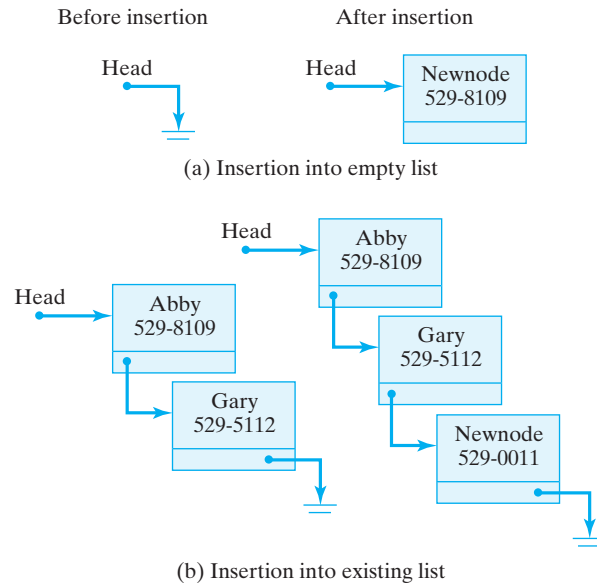 Before insertion
After insertion
Head
Head
Newnode
529-8109
(a) Insertion into empty list
Head
Abby
529-8109
Gary
529-5112
Head
Abby
529-8109
Gary
529-5112
Newnode
529-0011
(b) Insertion into existing list